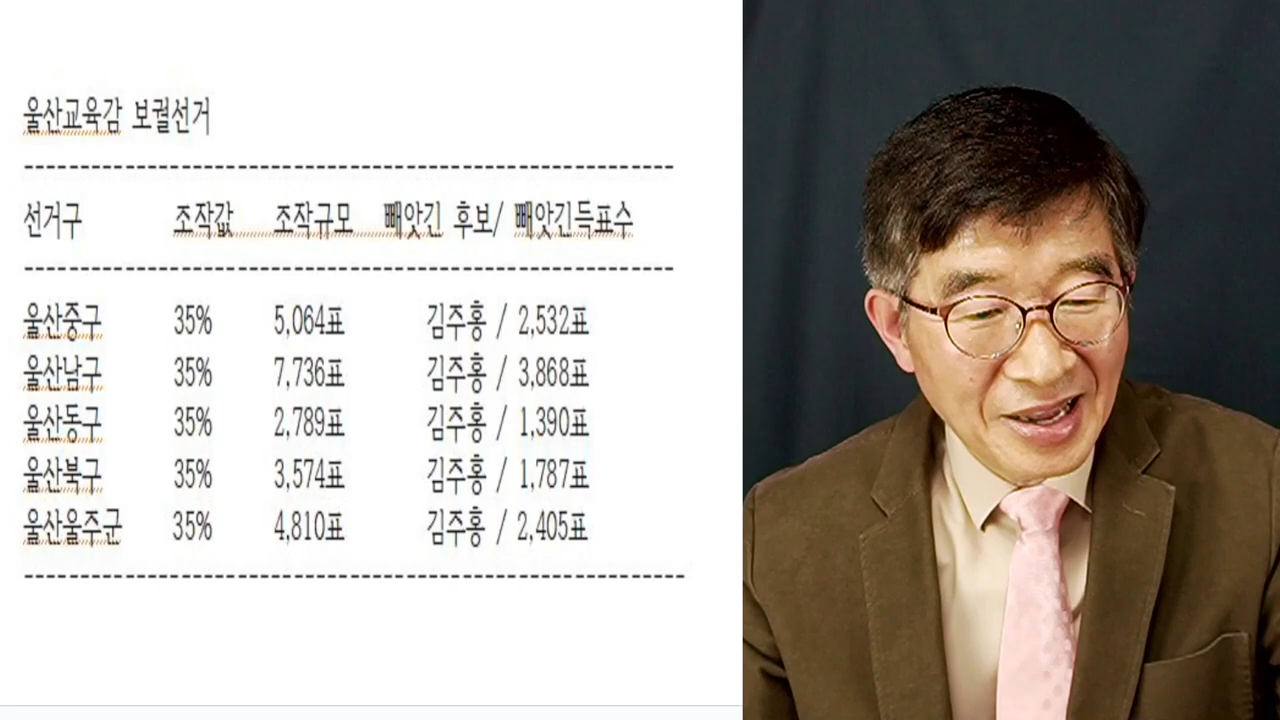 울산교육감 보궐선거
선거구 조작값 조작규모 빼앗긴 후보/ 빼앗긴득표수
울산중구 35% 5,064표 김주홍 / 2,532표
울산남구 35% 7,736표 김주홍 / 3,868표
울산동구 35% 2,789표 김주홍 / 1,390표
울산북구 35% 3,574표 김주홍 / 1,787표
울산울주군 35% 4,810표 김주홍 / 2,405표